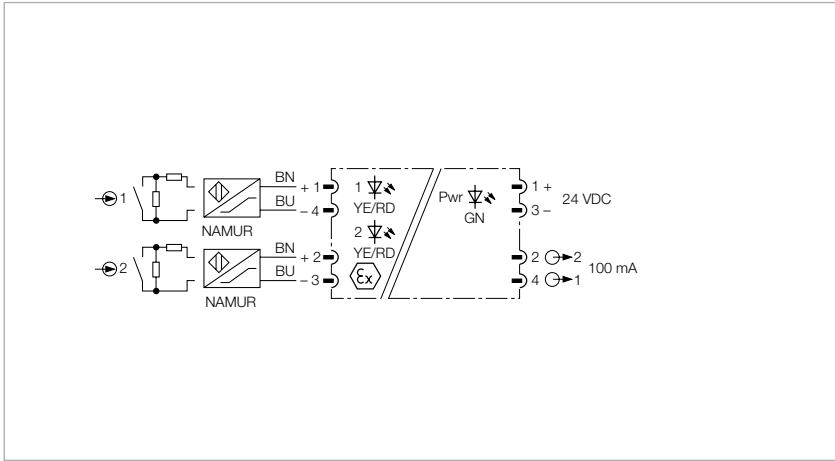 1
BN
+ 1
BU
− 4
NAMUR
2
BN
+ 2
BU
− 3
NAMUR
1
YE/RD
2
YE/RD
Ex
Pwr
GN
1 +
3 −
24 VDC
2 2
4 1
100 mA